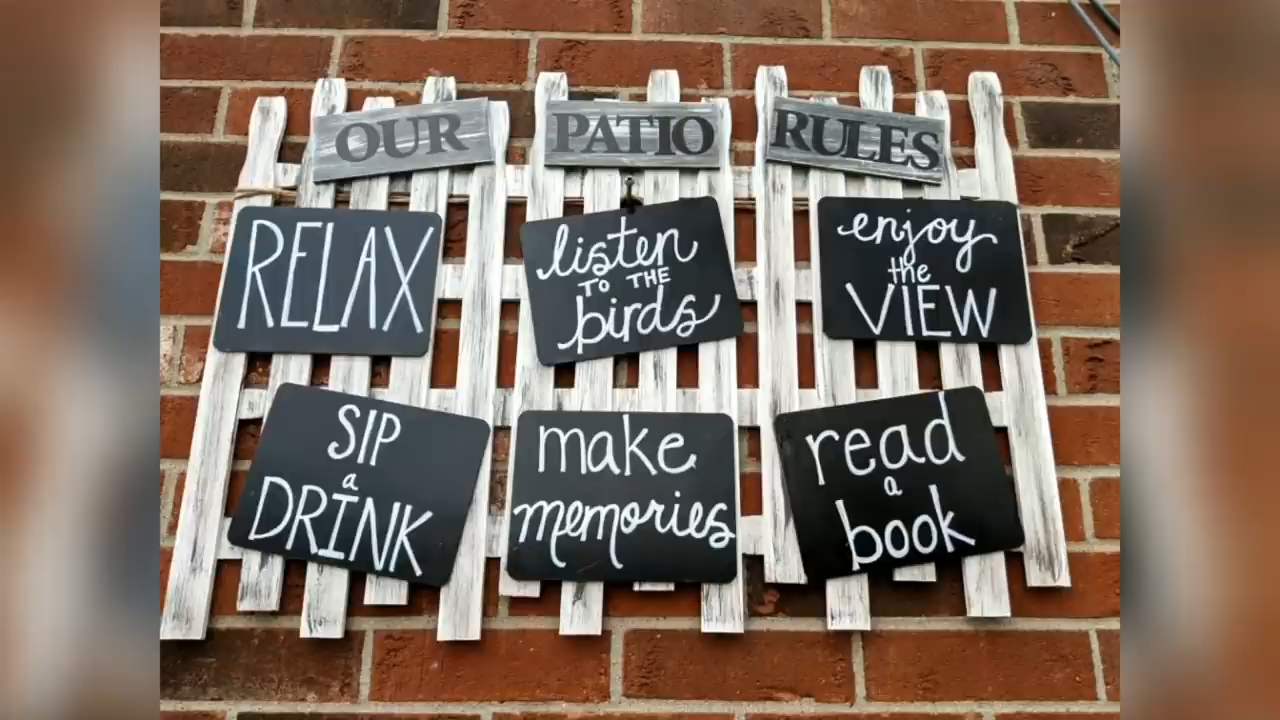 OUR PATIO RULES
RELAX
listen
TO THE
birds
enjoy
the
VIEW
SIP
a
DRINK
make
memories
read
a
book